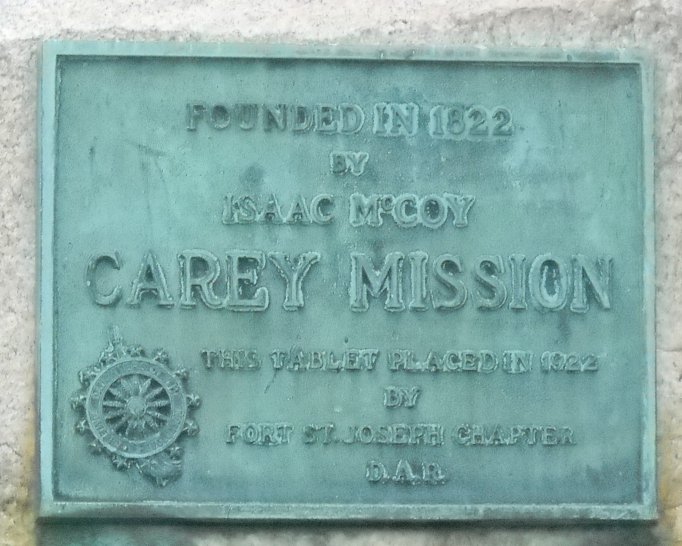 FOUNDED IN 1822
BY
ISAAC McCOY
CAREY MISSION
THIS TABLET PLACED IN 1922
BY
FORT ST. JOSEPH CHAPTER
D.A.R.